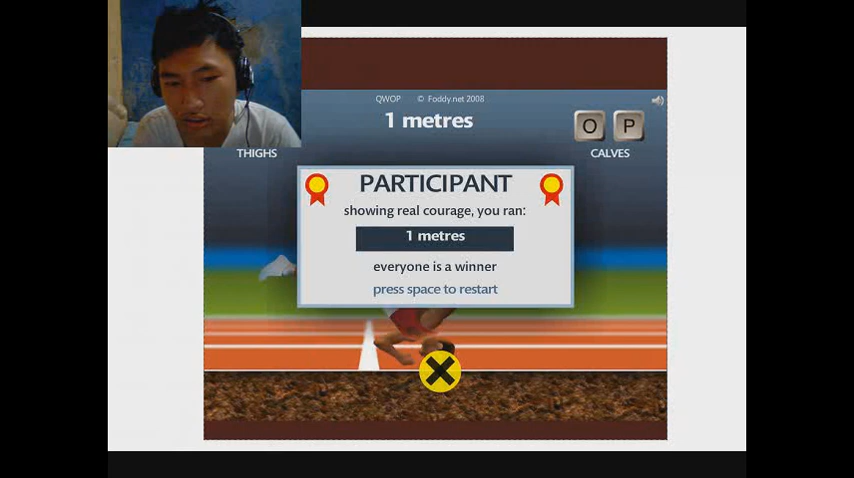 QWOP © Foddy.net 2008
1 metres
O P
THIGHS
CALVES
PARTICIPANT
showing real courage, you ran:
1 metres
everyone is a winner
press space to restart